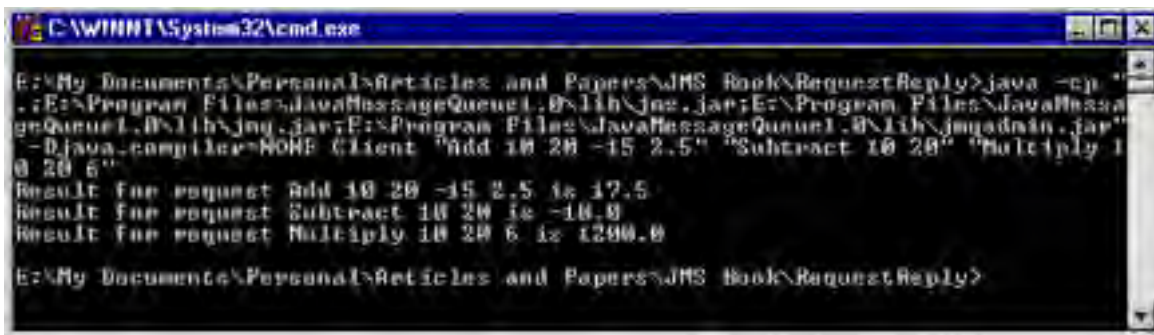 C:\WINNT\System32\cmd.exe
E:\My Documents\Personal\Articles and Papers\JMS Book\RequestReply>java -cp "
.;E:\Program Files\JavaMessageQueue1.0\lib\jms.jar;E:\Program Files\JavaMessa
geQueue1.0\lib\jmq.jar;E:\Program Files\JavaMessageQueue1.0\lib\jmqadmin.jar"
 -Djava.compiler=NONE Client "Add 10 20 -15 2.5" "Subtract 10 20" "Multiply 1
0 20 6"
Result for request Add 10 20 -15 2.5 is 17.5
Result for request Subtract 10 20 is -10.0
Result for request Multiply 10 20 6 is 1200.0
E:\My Documents\Personal\Articles and Papers\JMS Book\RequestReply>